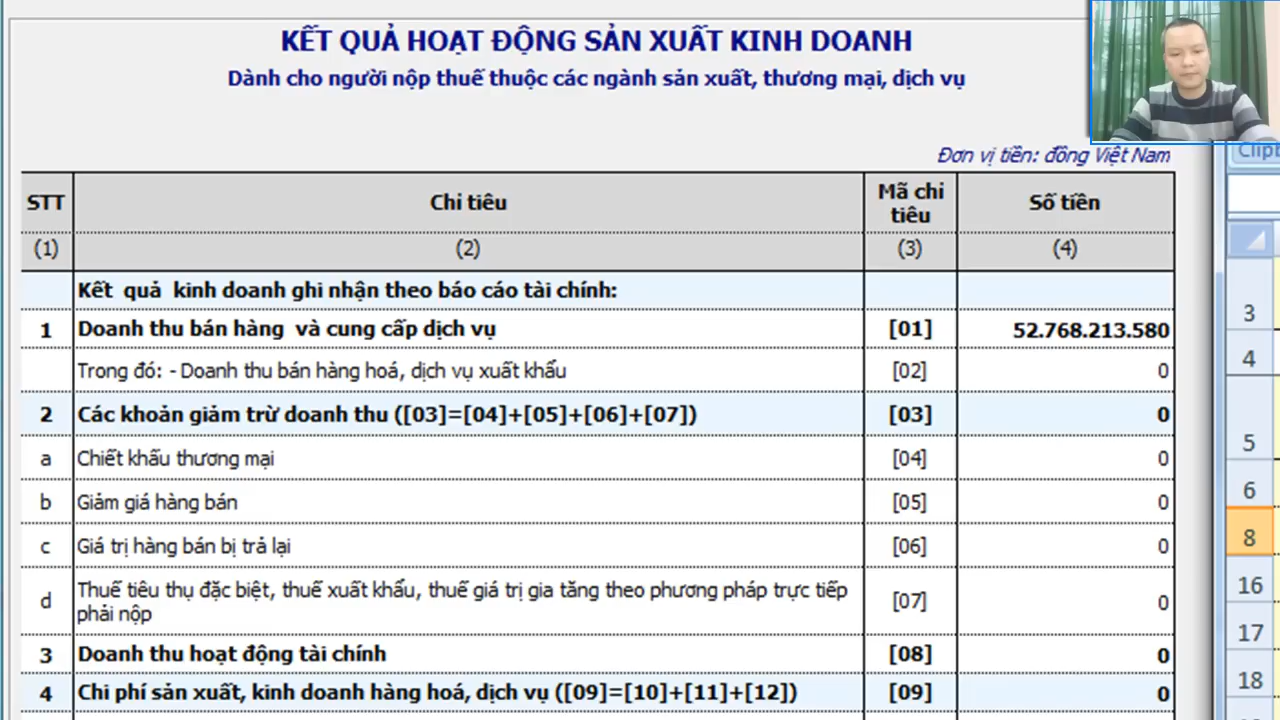 KẾT QUẢ HOẠT ĐỘNG SẢN XUẤT KINH DOANH
Dành cho người nộp thuế thuộc các ngành sản xuất, thương mại, dịch vụ
Đơn vị tiền: đồng Việt Nam
STT Chỉ tiêu Mã chỉ tiêu Số tiền
(1) (2) (3) (4)
Kết quả kinh doanh ghi nhận theo báo cáo tài chính:
1 Doanh thu bán hàng và cung cấp dịch vụ [01] 52.768.213.580
Trong đó: - Doanh thu bán hàng hoá, dịch vụ xuất khẩu [02] 0
2 Các khoản giảm trừ doanh thu ([03]=[04]+[05]+[06]+[07]) [03] 0
a Chiết khấu thương mại [04] 0
b Giảm giá hàng bán [05] 0
c Giá trị hàng bán bị trả lại [06] 0
d Thuế tiêu thụ đặc biệt, thuế xuất khẩu, thuế giá trị gia tăng theo phương pháp trực tiếp
phải nộp [07] 0
3 Doanh thu hoạt động tài chính [08] 0
4 Chi phí sản xuất, kinh doanh hàng hoá, dịch vụ ([09]=[10]+[11]+[12]) [09] 0
Clipb
3
4
5
6
8
16
17
18